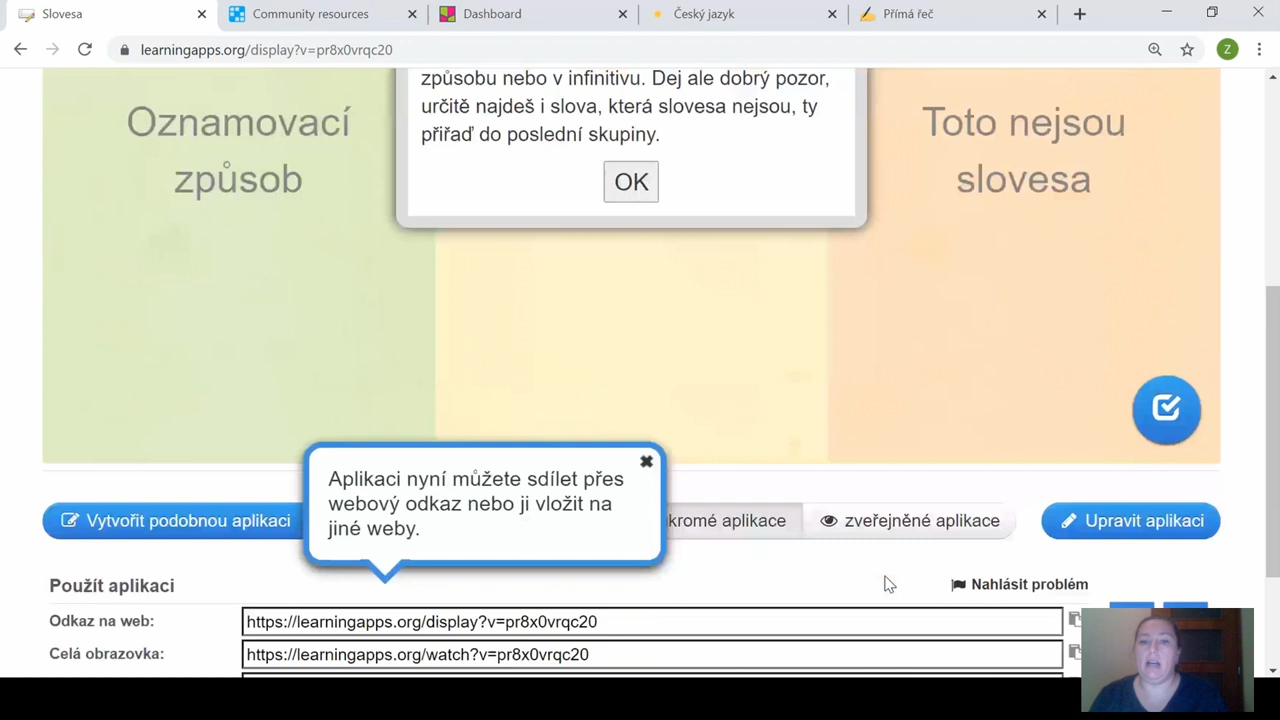 Slovesa
Community resources
Dashboard
Český jazyk
Přímá řeč
learningapps.org/display?v=pr8x0vrqc20
Z
způsobu nebo v infinitivu. Dej ale dobrý pozor,
určitě najdeš i slova, která slovesa nejsou, ty
přiřaď do poslední skupiny.
OK
Oznamovací
způsob
Toto nejsou
slovesa
Aplikaci nyní můžete sdílet přes
webový odkaz nebo ji vložit na
jiné weby.
Vytvořit podobnou aplikaci
kromé aplikace
zveřejněné aplikace
Upravit aplikaci
Použít aplikaci
Nahlásit problém
Odkaz na web:
https://learningapps.org/display?v=pr8x0vrqc20
Celá obrazovka:
https://learningapps.org/watch?v=pr8x0vrqc20